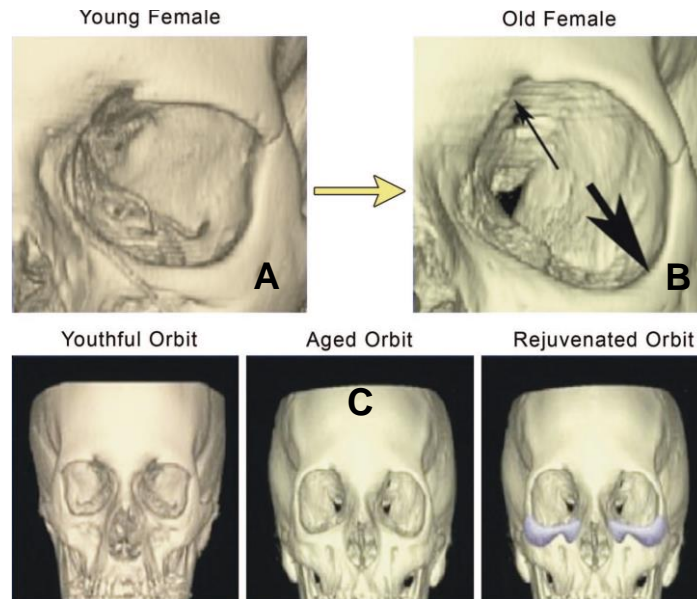 Young Female
Old Female
A
B
Youthful Orbit
Aged Orbit
Rejuvenated Orbit
C